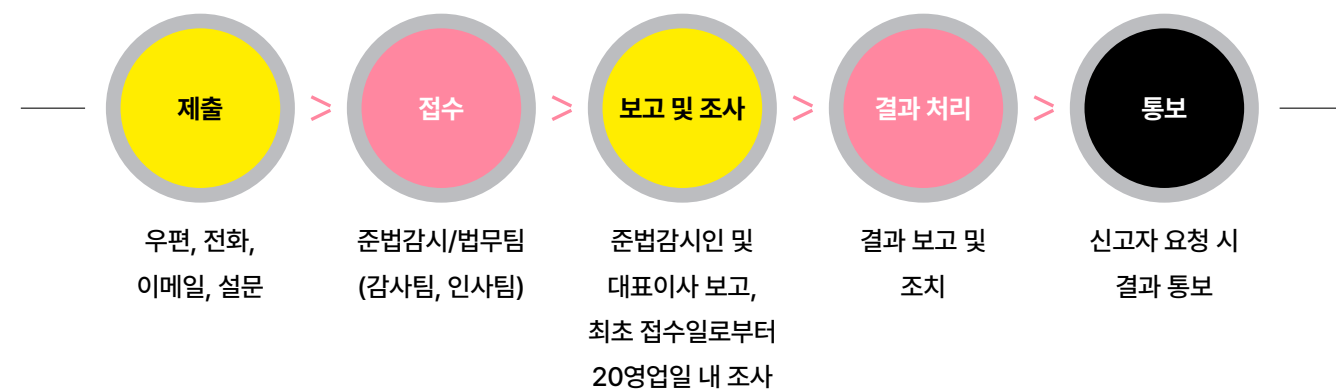 제출
>
접수
>
보고 및 조사
>
결과 처리
>
통보
우편, 전화,
이메일, 설문
준법감시/법무팀
(감사팀, 인사팀)
준법감시인 및
대표이사 보고,
최초 접수일로부터
20영업일 내 조사
결과 보고 및
조치
신고자 요청 시
결과 통보